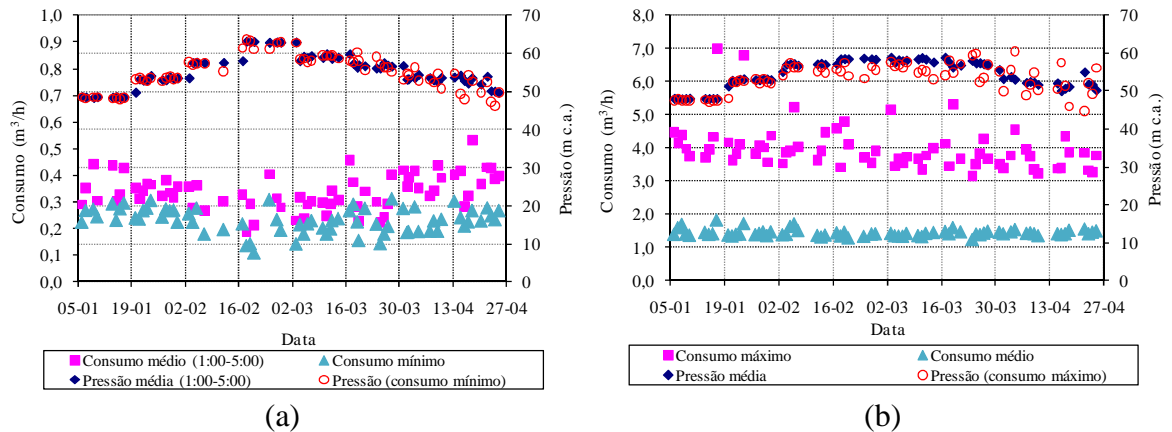 1,0
0,9
0,8
0,7
0,6
0,5
0,4
0,3
0,2
0,1
0,0
Consumo (m³/h)
70
60
50
40
30
20
10
0
Pressão (m c.a.)
05-01 19-01 02-02 16-02 02-03 16-03 30-03 13-04 27-04
Data
Consumo médio (1:00-5:00) Consumo mínimo
Pressão média (1:00-5:00) Pressão (consumo mínimo)
(a)
8,0
7,0
6,0
5,0
4,0
3,0
2,0
1,0
0,0
Consumo (m³/h)
70
60
50
40
30
20
10
0
Pressão (m c.a.)
05-01 19-01 02-02 16-02 02-03 16-03 30-03 13-04 27-04
Data
Consumo máximo Consumo médio
Pressão média Pressão (consumo máximo)
(b)